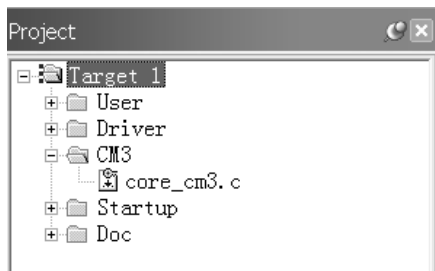 Project
Target 1
User
Driver
CM3
core_cm3.c
Startup
Doc